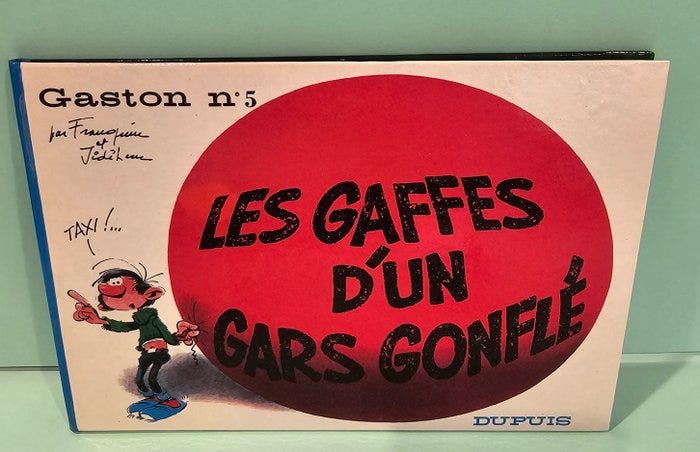 Gaston n°5
par Franquin
et
Jidéhem
TAXI !...
LES GAFFES
D'UN
GARS GONFLÉ
DUPUIS